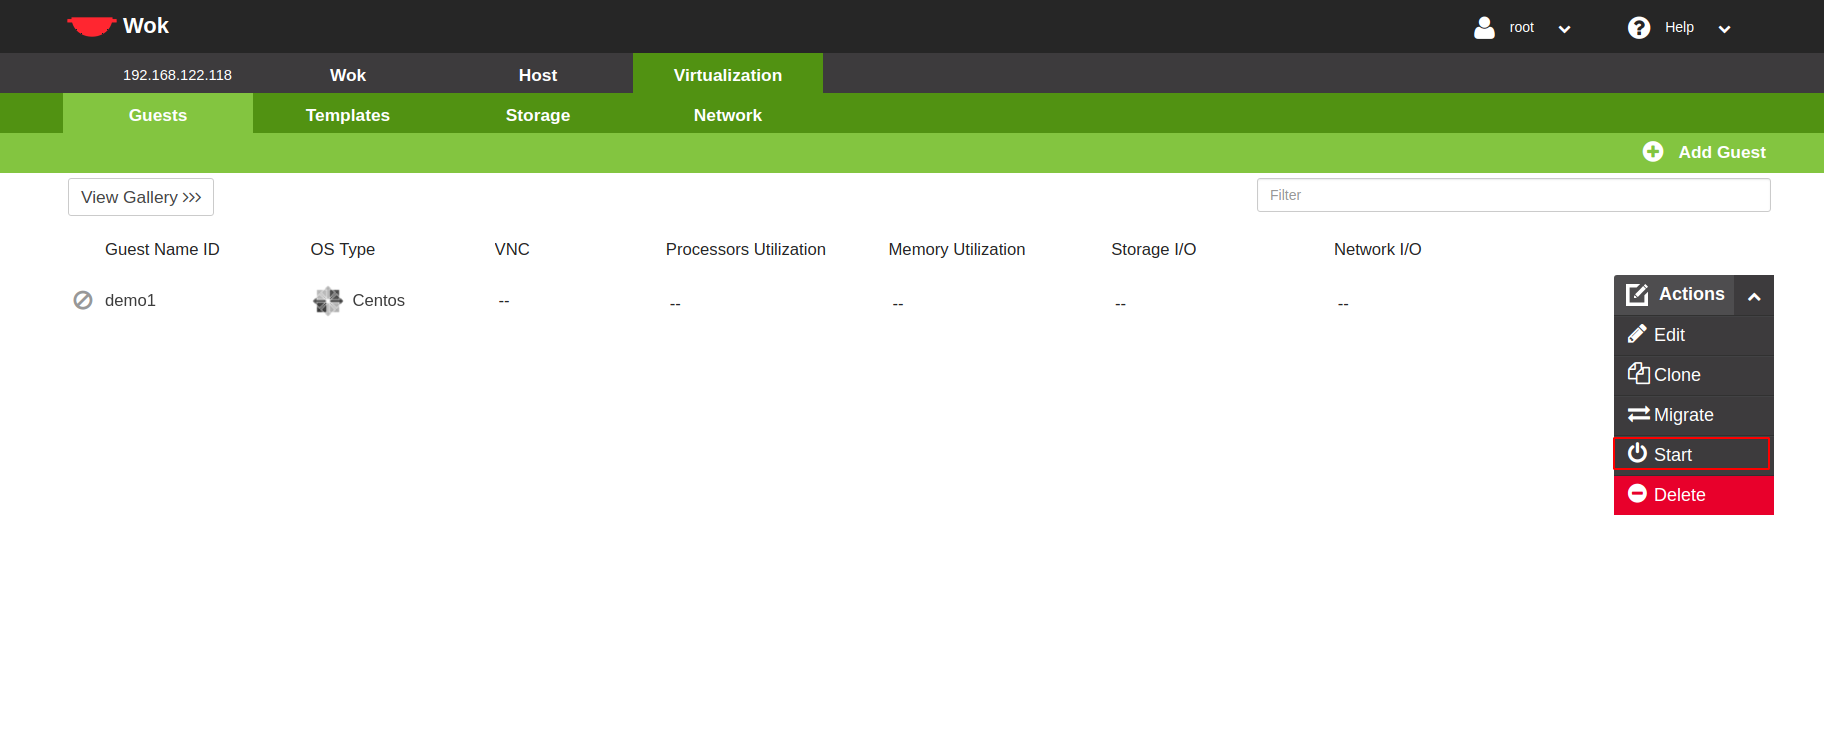 Wok
root
Help
192.168.122.118 Wok Host Virtualization
Guests Templates Storage Network
Add Guest
View Gallery >>>
Filter
Guest Name ID OS Type VNC Processors Utilization Memory Utilization Storage I/O Network I/O
demo1 Centos -- -- -- -- --
Actions
Edit
Clone
Migrate
Start
Delete